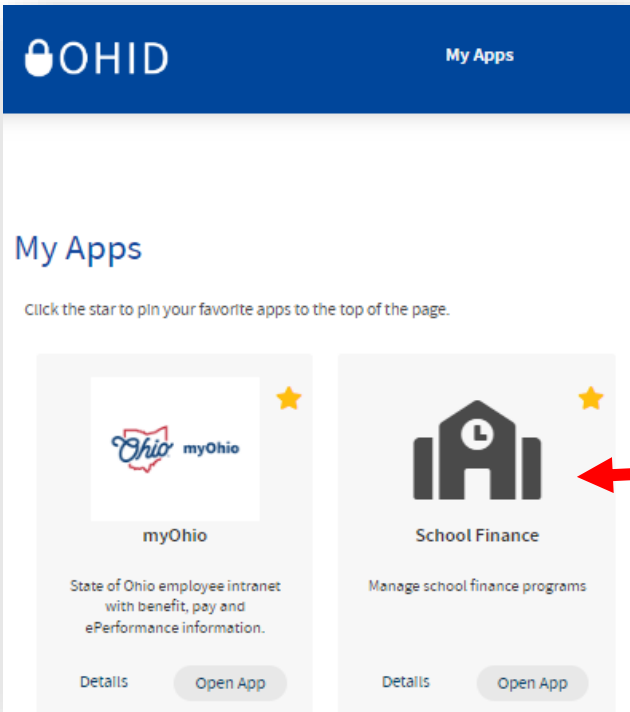 OHID
My Apps
My Apps
Click the star to pin your favorite apps to the top of the page.
Ohio myOhio
myOhio
State of Ohio employee intranet
with benefit, pay and
ePerformance information.
Details Open App
School Finance
Manage school finance programs
Details Open App